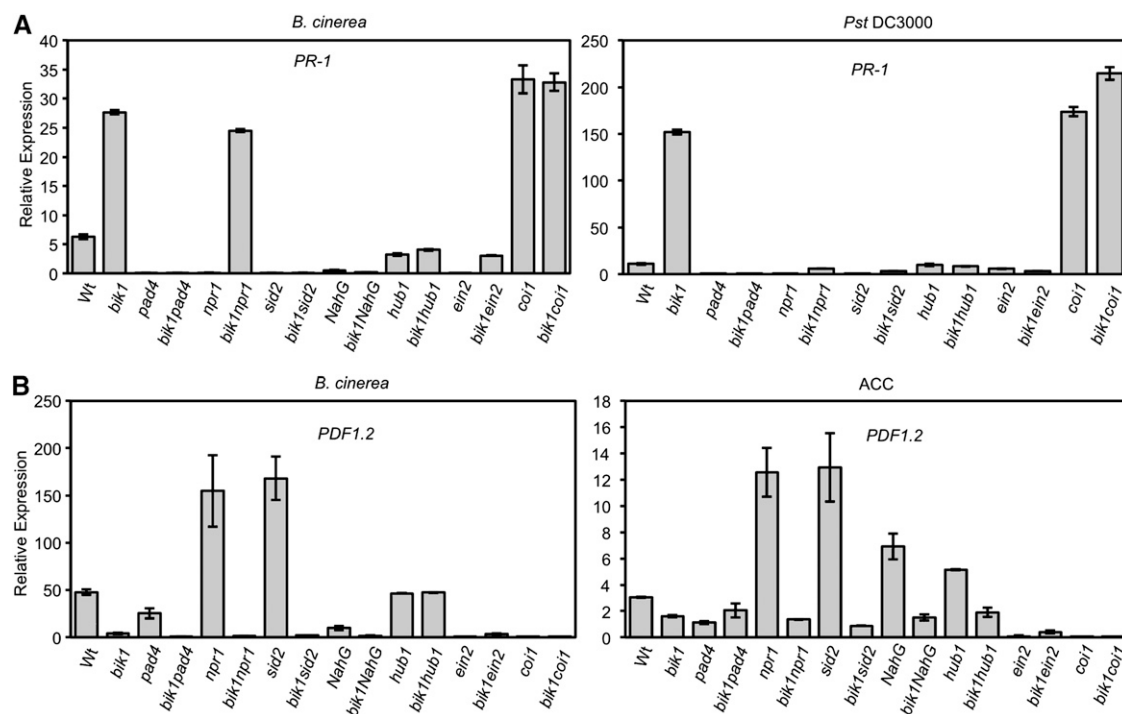 A
B. cinerea
PR-1
Relative Expression
40
35
30
25
20
15
10
5
0
Wt
bik1
pad4
bik1pad4
npr1
bik1npr1
sid2
bik1sid2
NahG
bik1NahG
hub1
bik1hub1
ein2
bik1ein2
coi1
bik1coi1
Pst DC3000
PR-1
250
200
150
100
50
0
Wt
bik1
pad4
bik1pad4
npr1
bik1npr1
sid2
bik1sid2
NahG
bik1NahG
hub1
bik1hub1
ein2
bik1ein2
coi1
bik1coi1
B
B. cinerea
PDF1.2
Relative Expression
250
200
150
100
50
0
Wt
bik1
pad4
bik1pad4
npr1
bik1npr1
sid2
bik1sid2
NahG
bik1NahG
hub1
bik1hub1
ein2
bik1ein2
coi1
bik1coi1
ACC
PDF1.2
18
16
14
12
10
8
6
4
2
0
Wt
bik1
pad4
bik1pad4
npr1
bik1npr1
sid2
bik1sid2
NahG
bik1NahG
hub1
bik1hub1
ein2
bik1ein2
coi1
bik1coi1